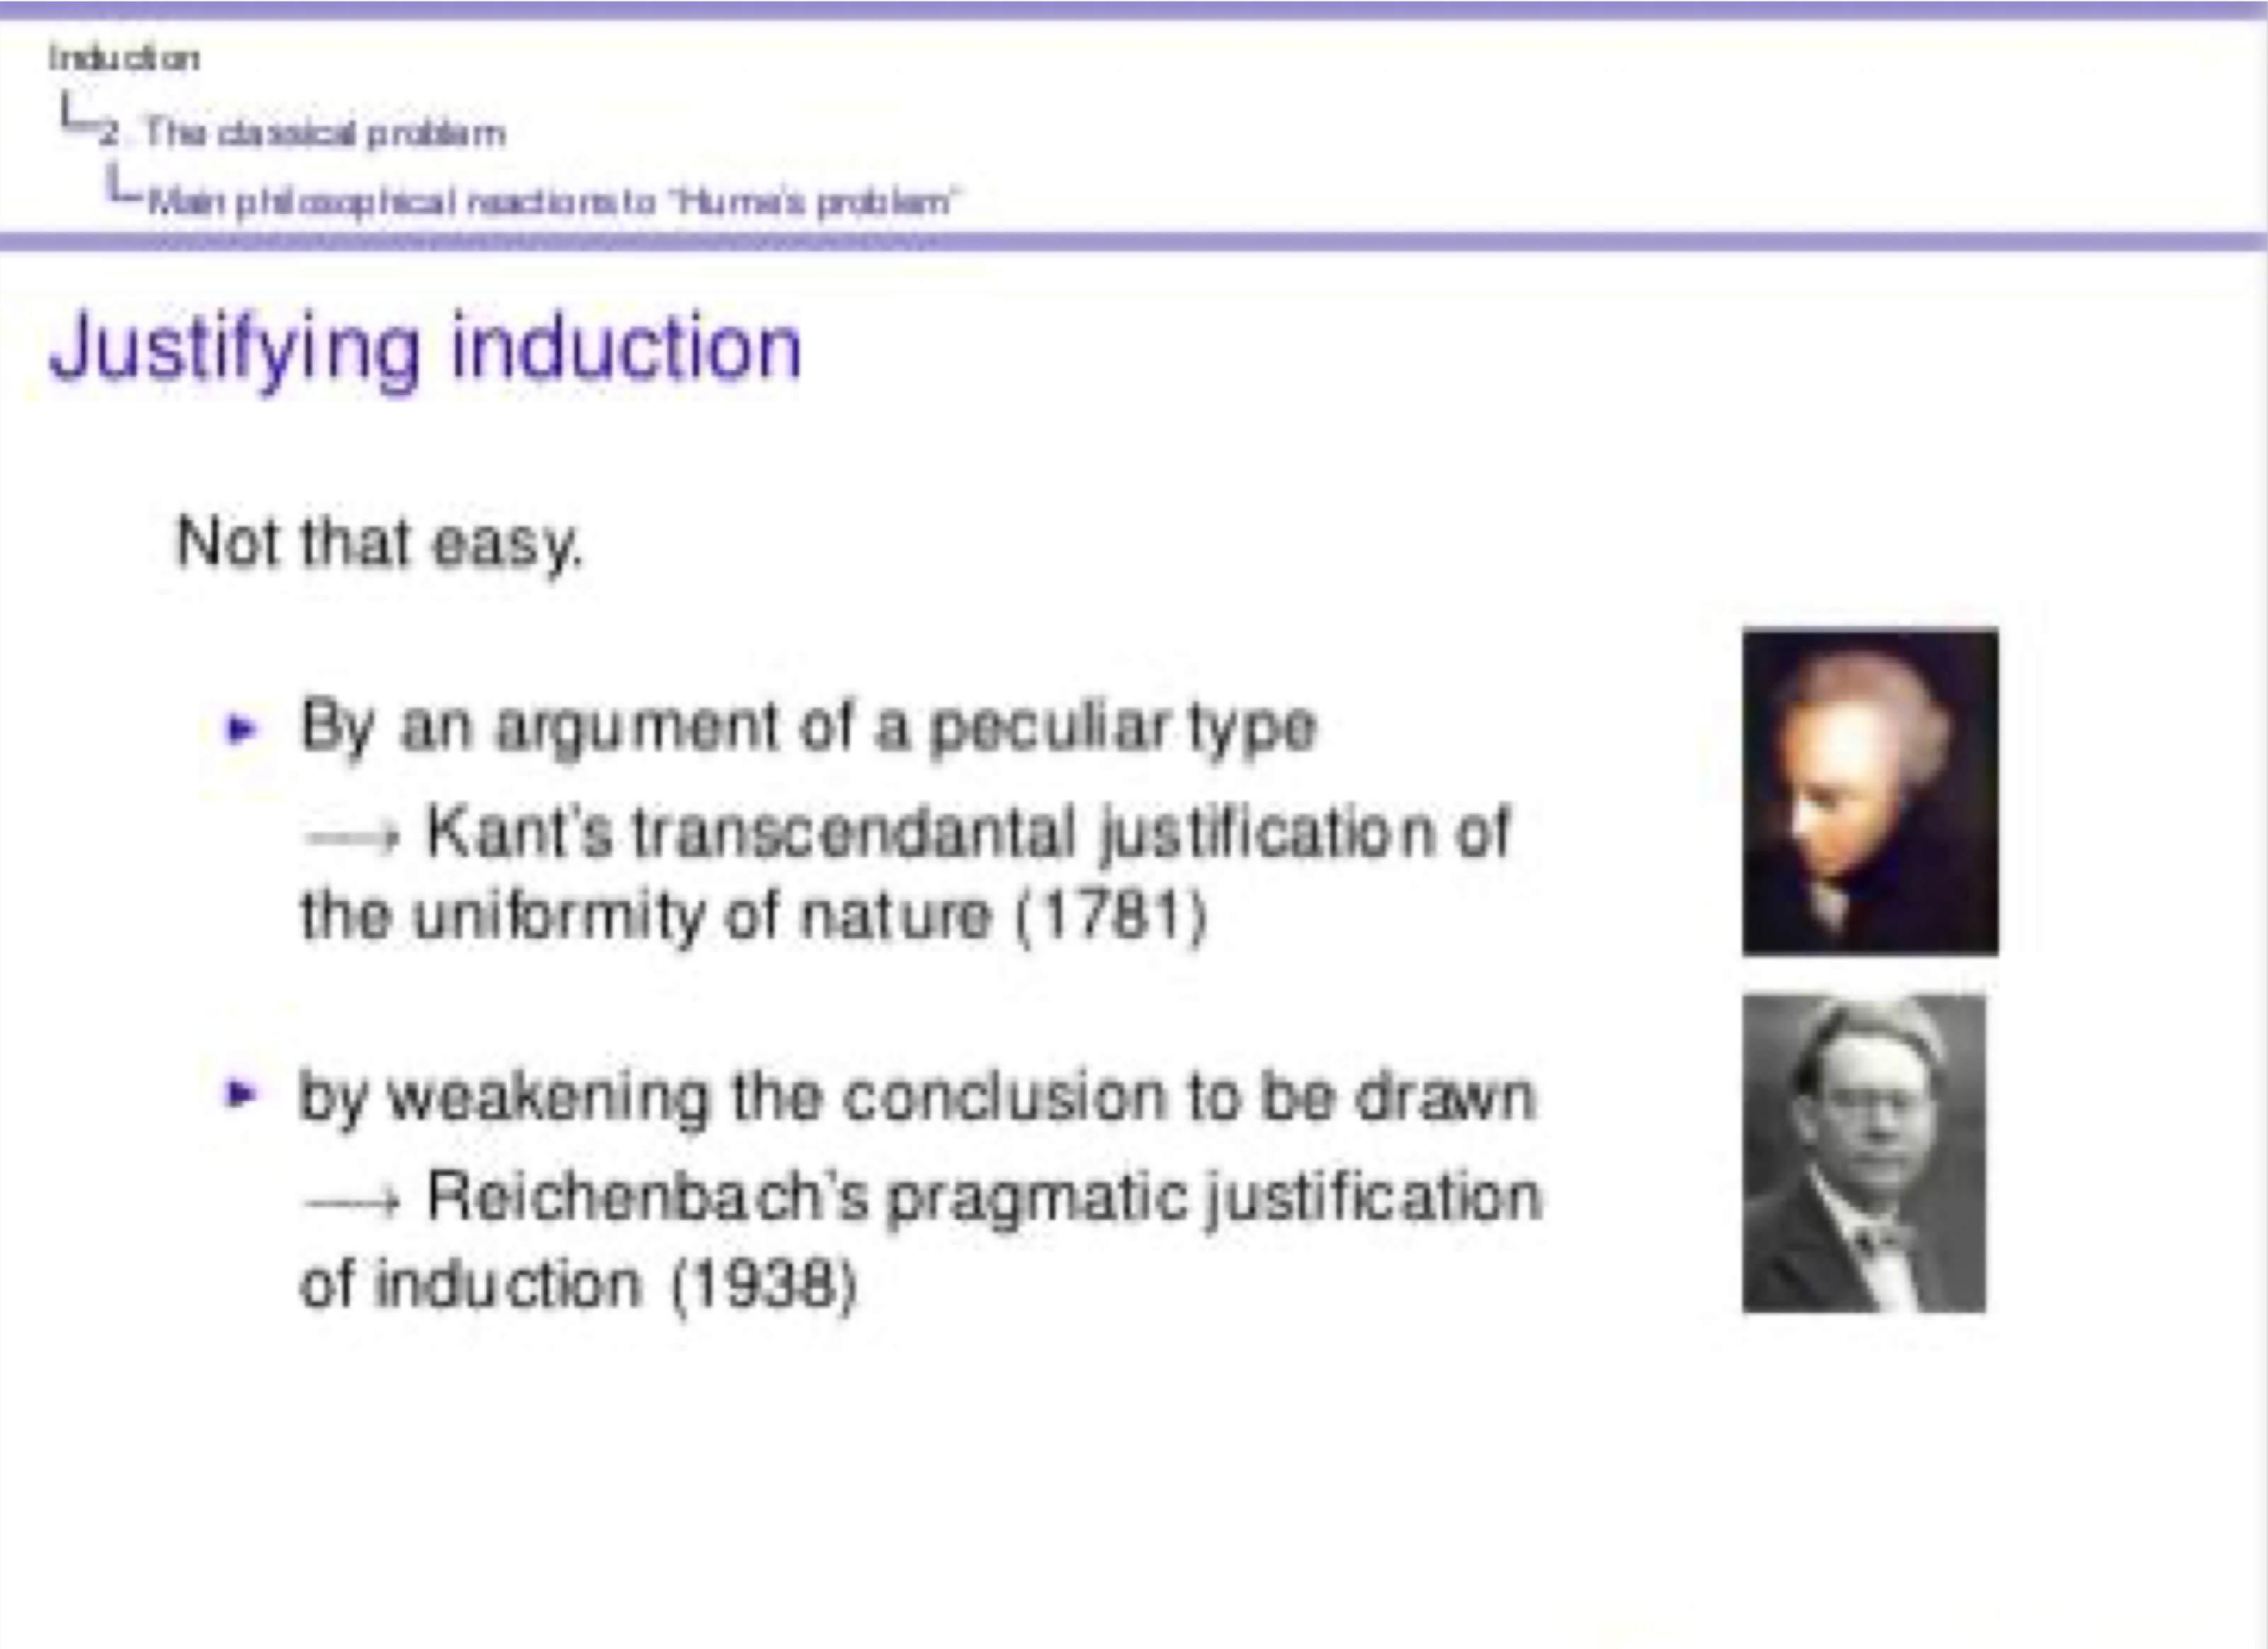 Induction
2. The classical problem
Main philosophical reactions to "Hume's problem"
Justifying induction
Not that easy.
► By an argument of a peculiar type
⟶ Kant's transcendantal justification of
the uniformity of nature (1781)
► by weakening the conclusion to be drawn
⟶ Reichenbach's pragmatic justification
of induction (1938)